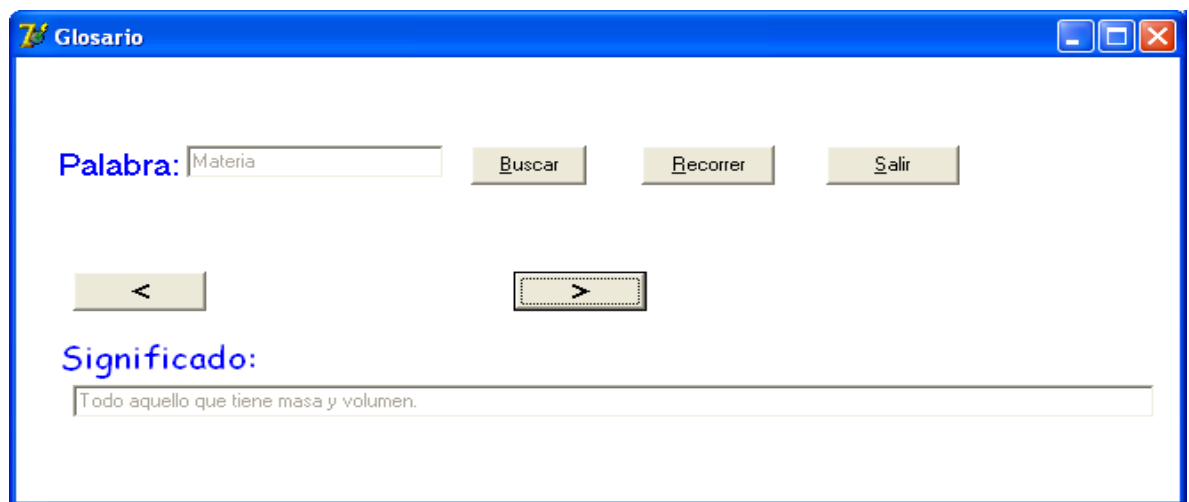 Glosario
Palabra: Materia Buscar Recorrer Salir
< >
Significado:
Todo aquello que tiene masa y volumen.